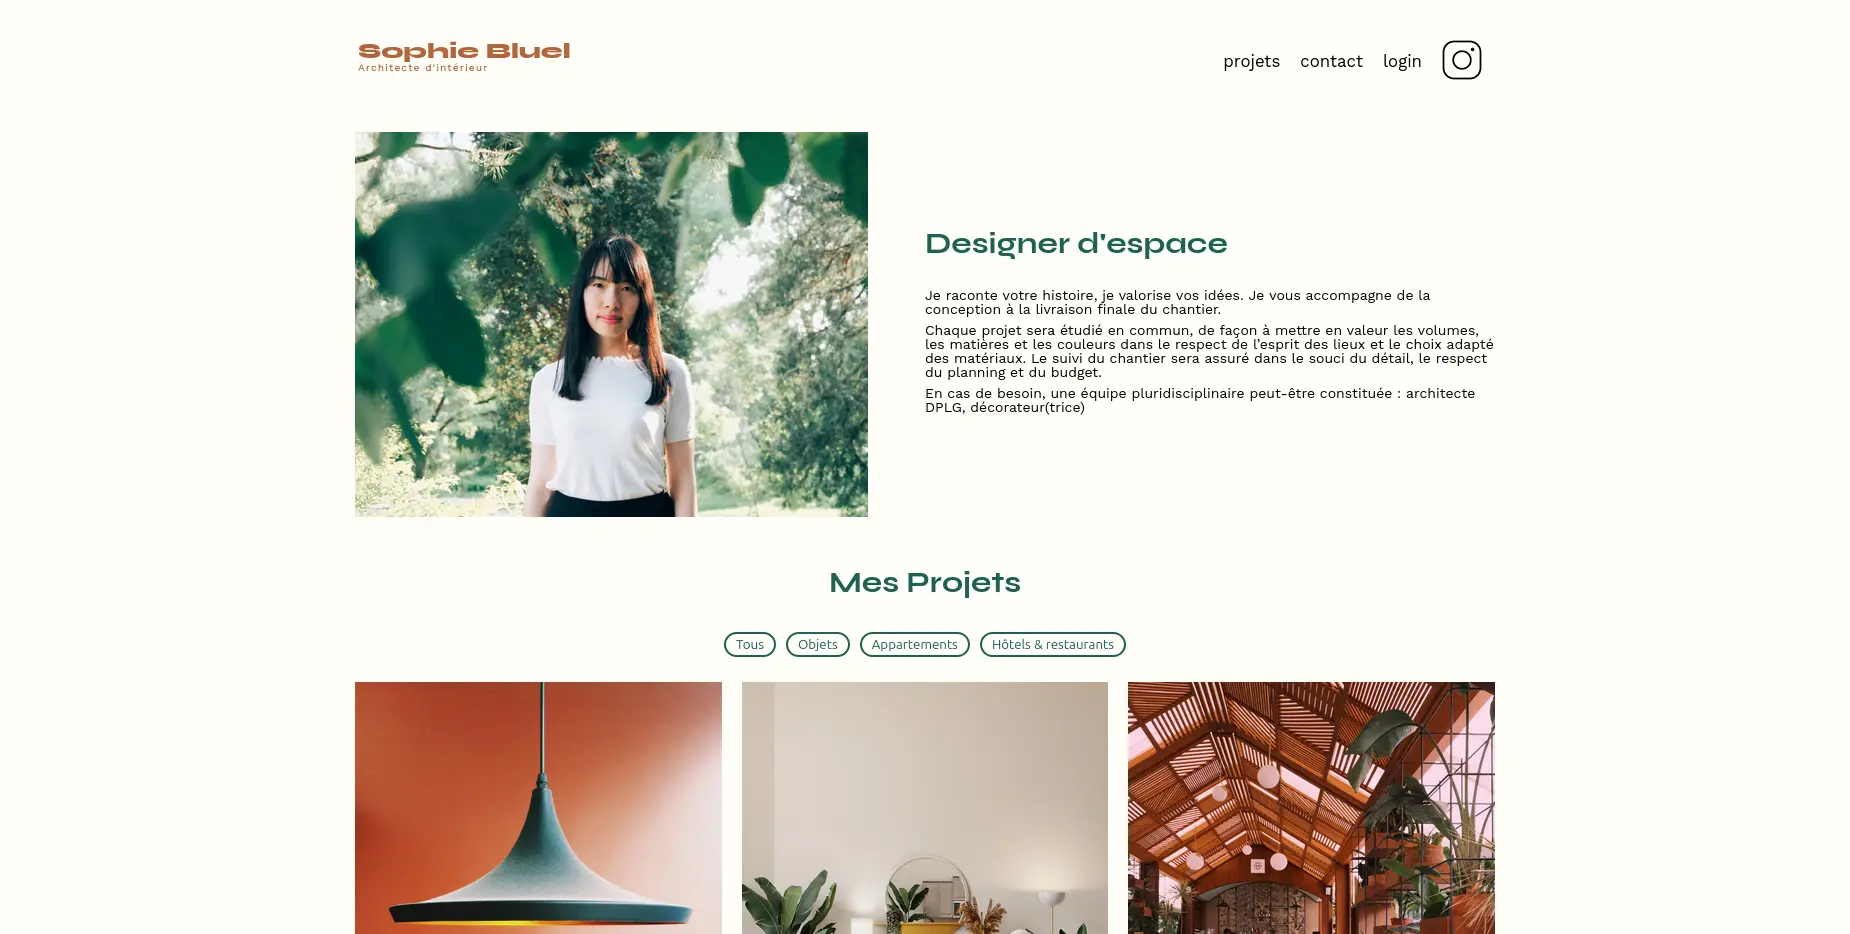 Sophie Bluel
Architecte d'intérieur
projets contact login
Designer d'espace
Je raconte votre histoire, je valorise vos idées. Je vous accompagne de la
conception à la livraison finale du chantier.
Chaque projet sera étudié en commun, de façon à mettre en valeur les volumes,
les matières et les couleurs dans le respect de l’esprit des lieux et le choix adapté
des matériaux. Le suivi du chantier sera assuré dans le souci du détail, le respect
du planning et du budget.
En cas de besoin, une équipe pluridisciplinaire peut-être constituée : architecte
DPLG, décorateur(trice)
Mes Projets
Tous Objets Appartements Hôtels & restaurants